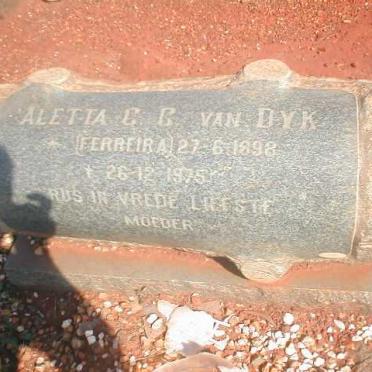 ALETTA C. C. VAN DYK
* (FERREIRA) 27-6-1898
† 26-12-1975
RUS IN VREDE LIEFSTE
MOEDER